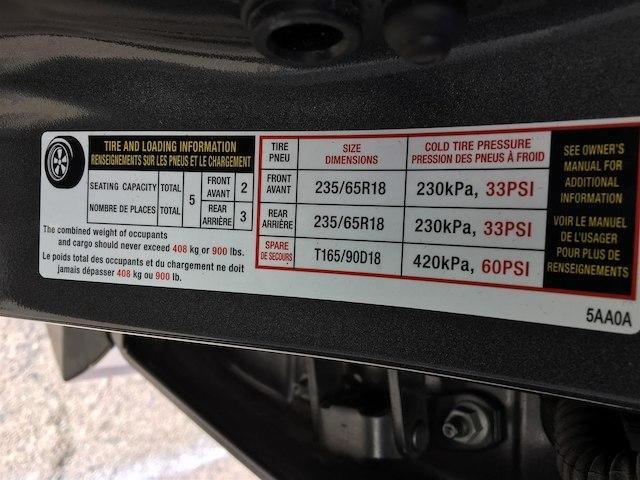 TIRE AND LOADING INFORMATION
RENSEIGNEMENTS SUR LES PNEUS ET LE CHARGEMENT
SEATING CAPACITY TOTAL 5 FRONT AVANT 2
NOMBRE DE PLACES TOTAL REAR ARRIÈRE 3
The combined weight of occupants
and cargo should never exceed 408 kg or 900 lbs.
Le poids total des occupants et du chargement ne doit
jamais dépasser 408 kg ou 900 lb.
TIRE PNEU SIZE DIMENSIONS COLD TIRE PRESSURE PRESSION DES PNEUS À FROID
FRONT AVANT 235/65R18 230kPa, 33PSI
REAR ARRIÈRE 235/65R18 230kPa, 33PSI
SPARE DE SECOURS T165/90D18 420kPa, 60PSI
SEE OWNER'S
MANUAL FOR
ADDITIONAL
INFORMATION
VOIR LE MANUEL
DE L'USAGER
POUR PLUS DE
RENSEIGNEMENTS
5AA0A